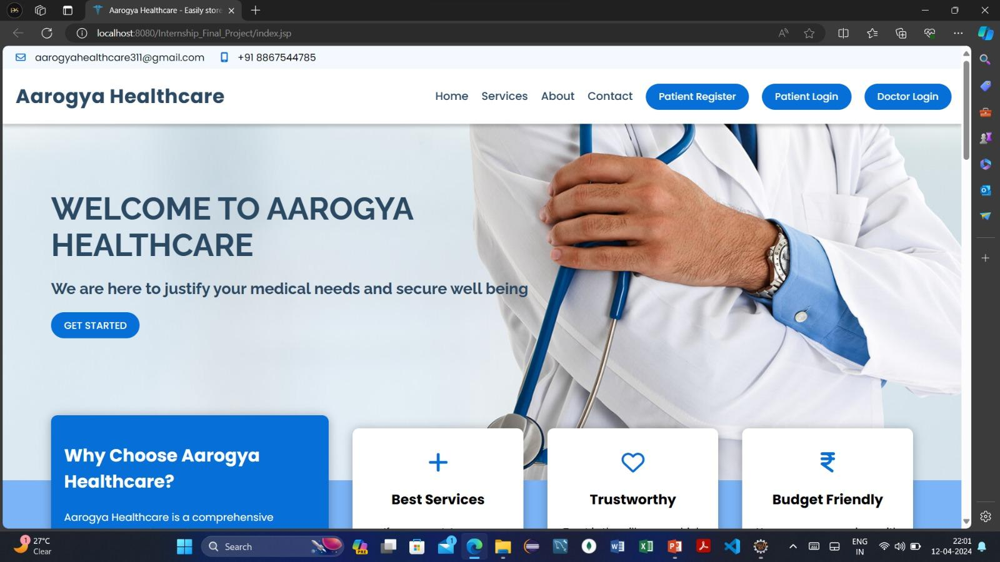 Aarogya Healthcare - Easily store
localhost:8080/Internship_Final_Project/index.jsp
aarogyahealthcare311@gmail.com +91 8867544785
Aarogya Healthcare
Home Services About Contact Patient Register Patient Login Doctor Login
WELCOME TO AAROGYA
HEALTHCARE
We are here to justify your medical needs and secure well being
GET STARTED
Why Choose Aarogya
Healthcare?
Aarogya Healthcare is a comprehensive
Best Services
Trustworthy
Budget Friendly
1 27°C
Clear
Search
PRE
1
ENG
IN
22:01
12-04-2024